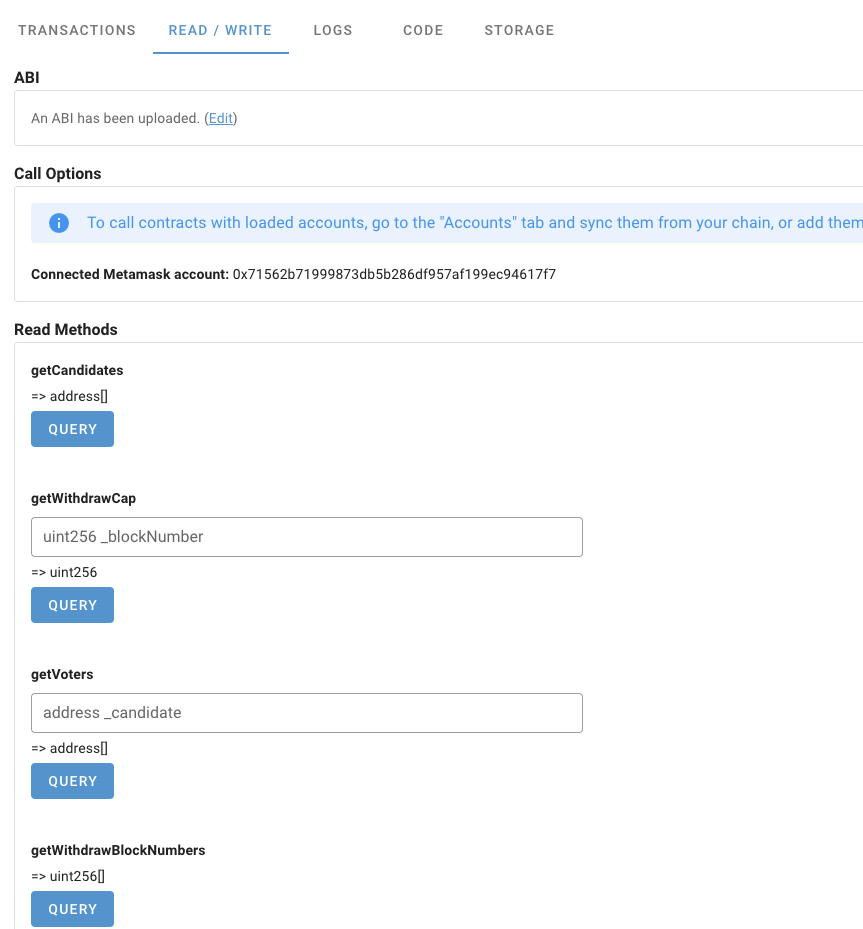 TRANSACTIONS READ / WRITE LOGS CODE STORAGE
ABI
An ABI has been uploaded. (Edit)
Call Options
To call contracts with loaded accounts, go to the "Accounts" tab and sync them from your chain, or add them
Connected Metamask account: 0x71562b71999873db5b286df957af199ec94617f7
Read Methods
getCandidates
=> address[]
QUERY
getWithdrawCap
uint256 _blockNumber
=> uint256
QUERY
getVoters
address _candidate
=> address[]
QUERY
getWithdrawBlockNumbers
=> uint256[]
QUERY